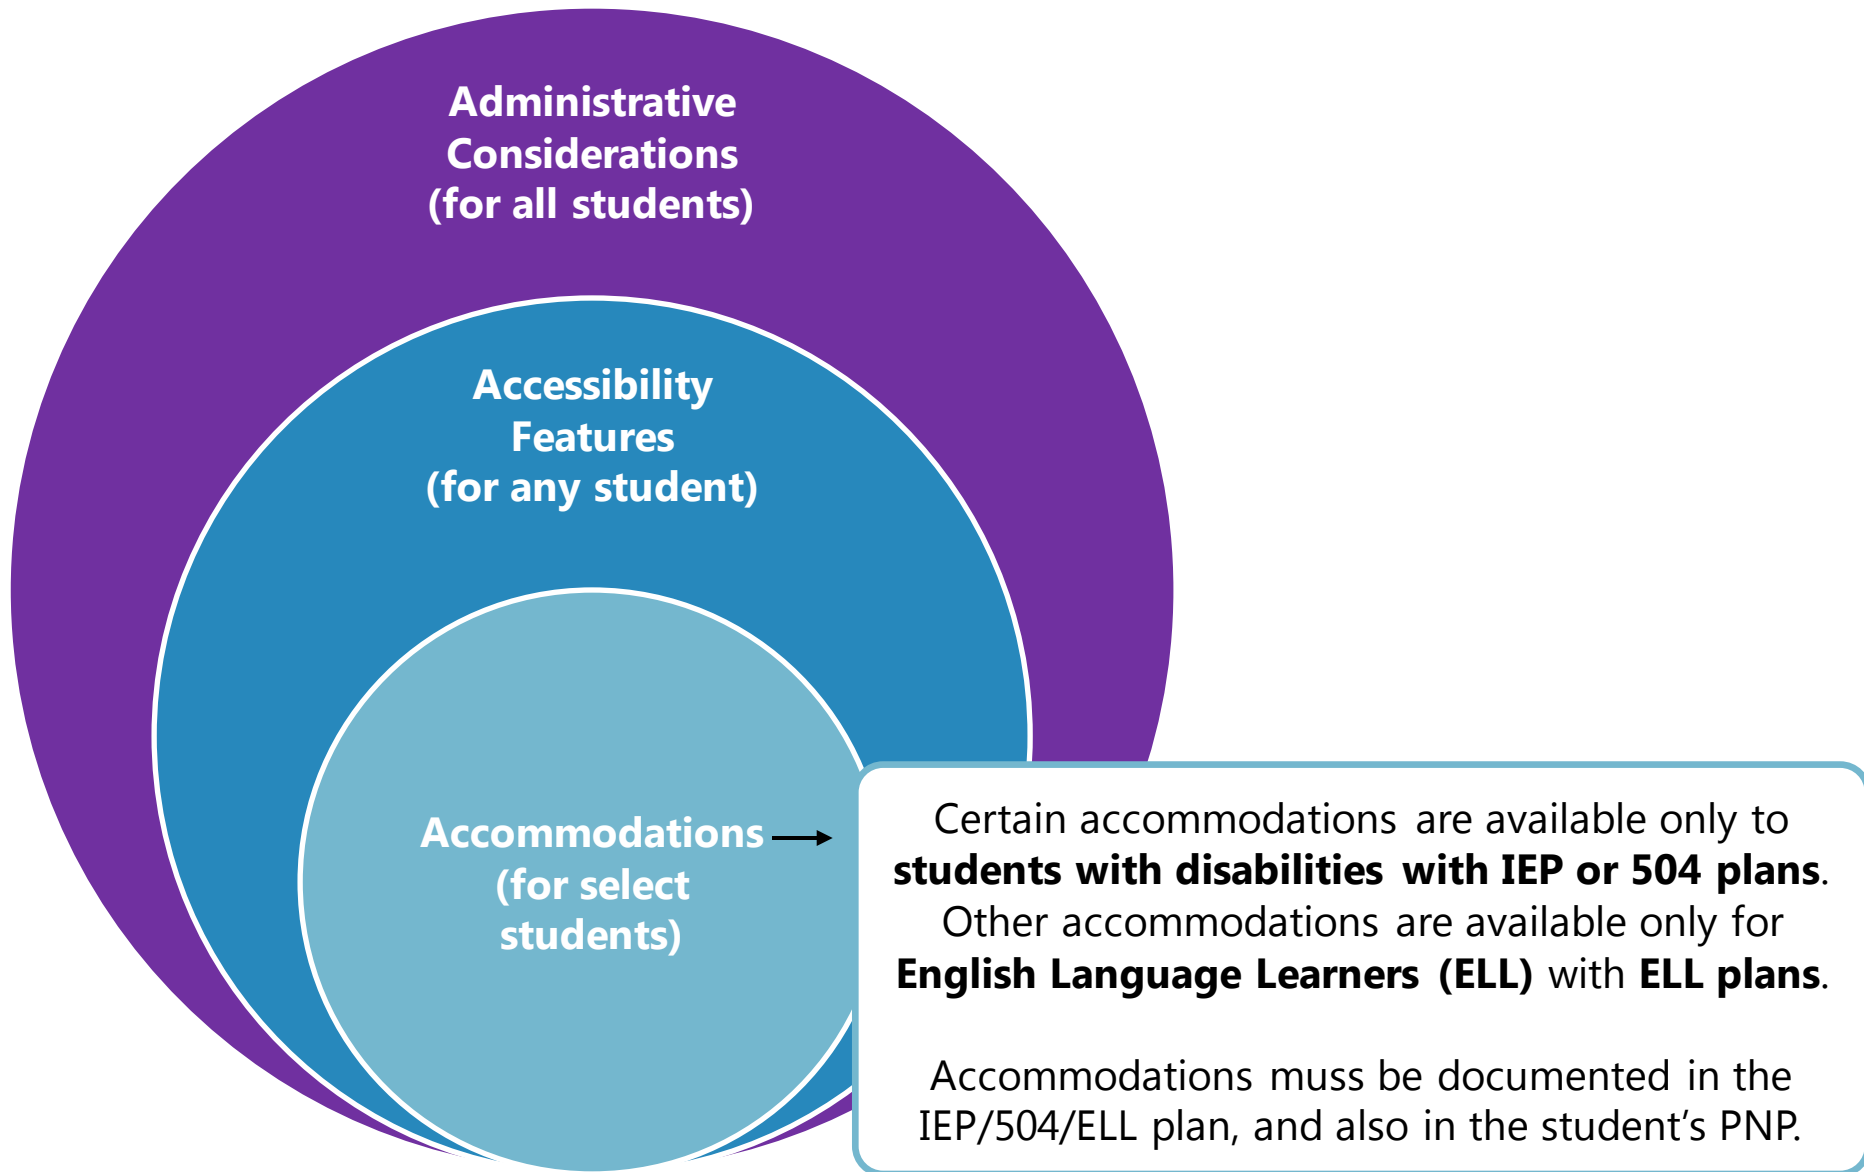 Administrative
Considerations
(for all students)
Accessibility
Features
(for any student)
Accommodations
(for select
students)
Certain accommodations are available only to
students with disabilities with IEP or 504 plans.
Other accommodations are available only for
English Language Learners (ELL) with ELL plans.
Accommodations muss be documented in the
IEP/504/ELL plan, and also in the student’s PNP.